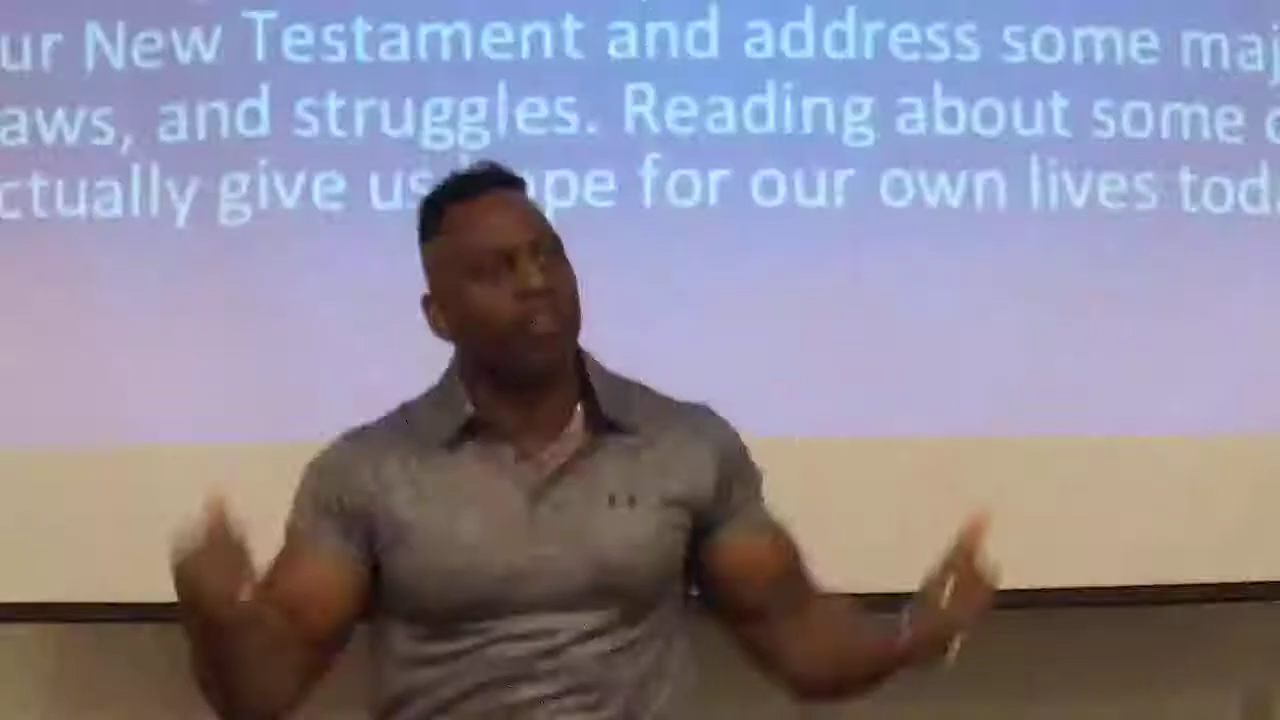 ur New Testament and address some maj
aws, and struggles. Reading about some
ctually give us pe for our own lives tod